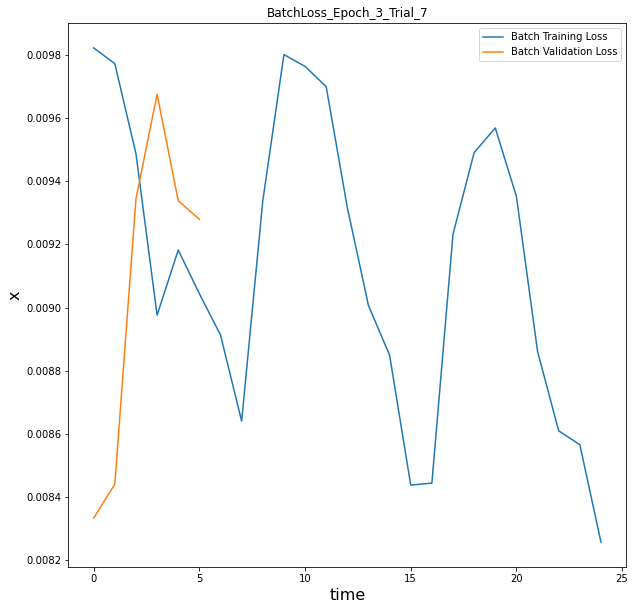 BatchLoss_Epoch_3_Trial_7
Batch Training Loss
Batch Validation Loss
0.0098
0.0096
0.0094
0.0092
0.0090
0.0088
0.0086
0.0084
0.0082
x
0 5 10 15 20 25
time